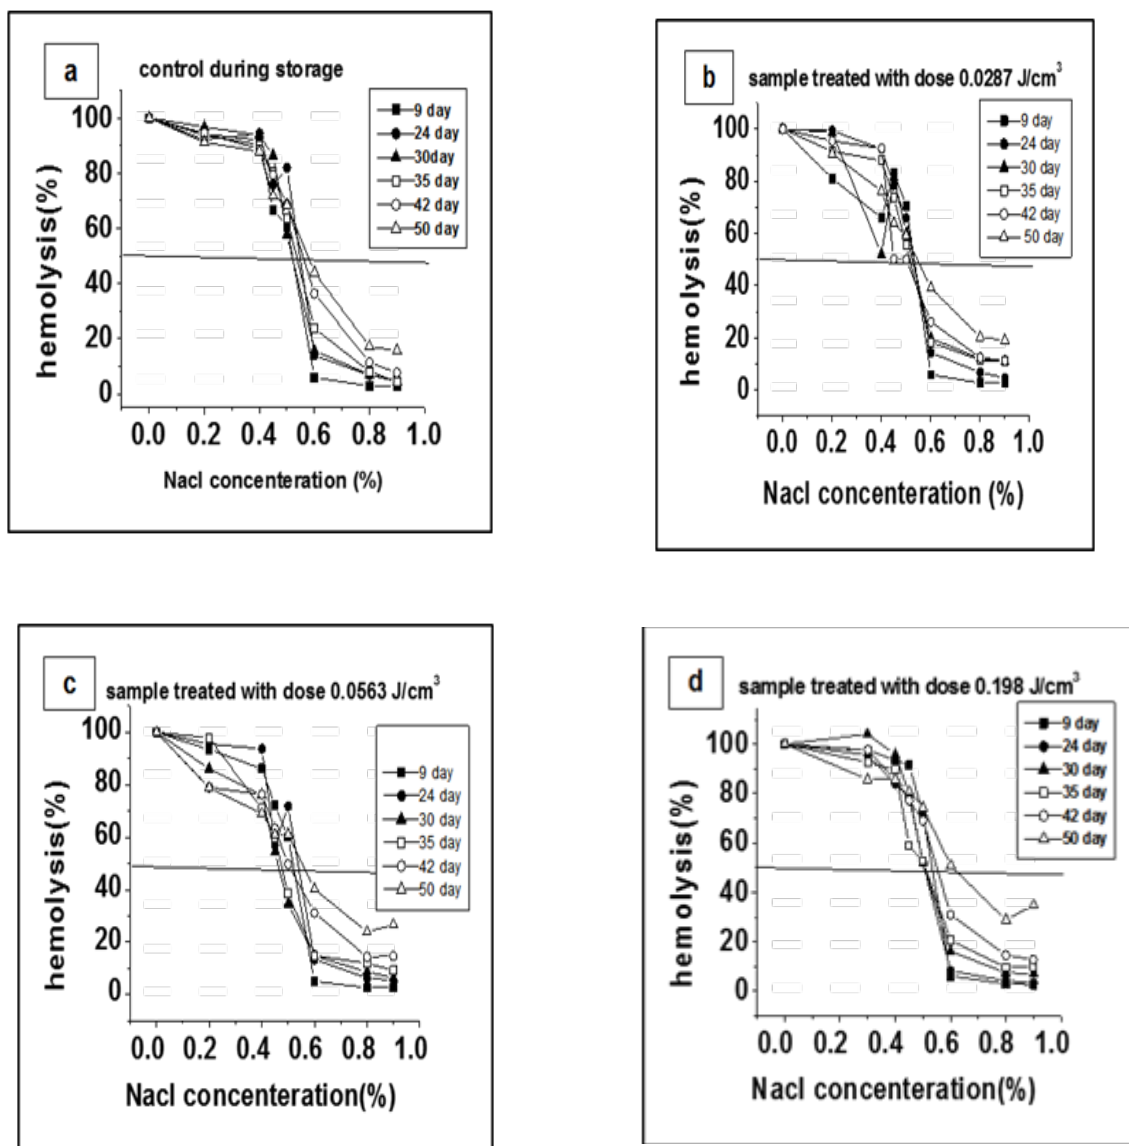 a
control during storage
hemolysis(%)
100
80
60
40
20
0
9 day
24 day
30day
35 day
42 day
50 day
0.0 0.2 0.4 0.6 0.8 1.0
Nacl concenteration (%)
b
sample treated with dose 0.0287 J/cm³
hemolysis(%)
100
80
60
40
20
0
9 day
24 day
30 day
35 day
42 day
50 day
0.0 0.2 0.4 0.6 0.8 1.0
Nacl concenteration (%)
c
sample treated with dose 0.0563 J/cm³
hemolysis(%)
100
80
60
40
20
0
9 day
24 day
30 day
35 day
42 day
50 day
0.0 0.2 0.4 0.6 0.8 1.0
Nacl concenteration(%)
d
sample treated with dose 0.198 J/cm³
hemolysis(%)
100
80
60
40
20
0
9 day
24 day
30 day
35 day
42 day
50 day
0.0 0.2 0.4 0.6 0.8 1.0
Nacl concenteration(%)